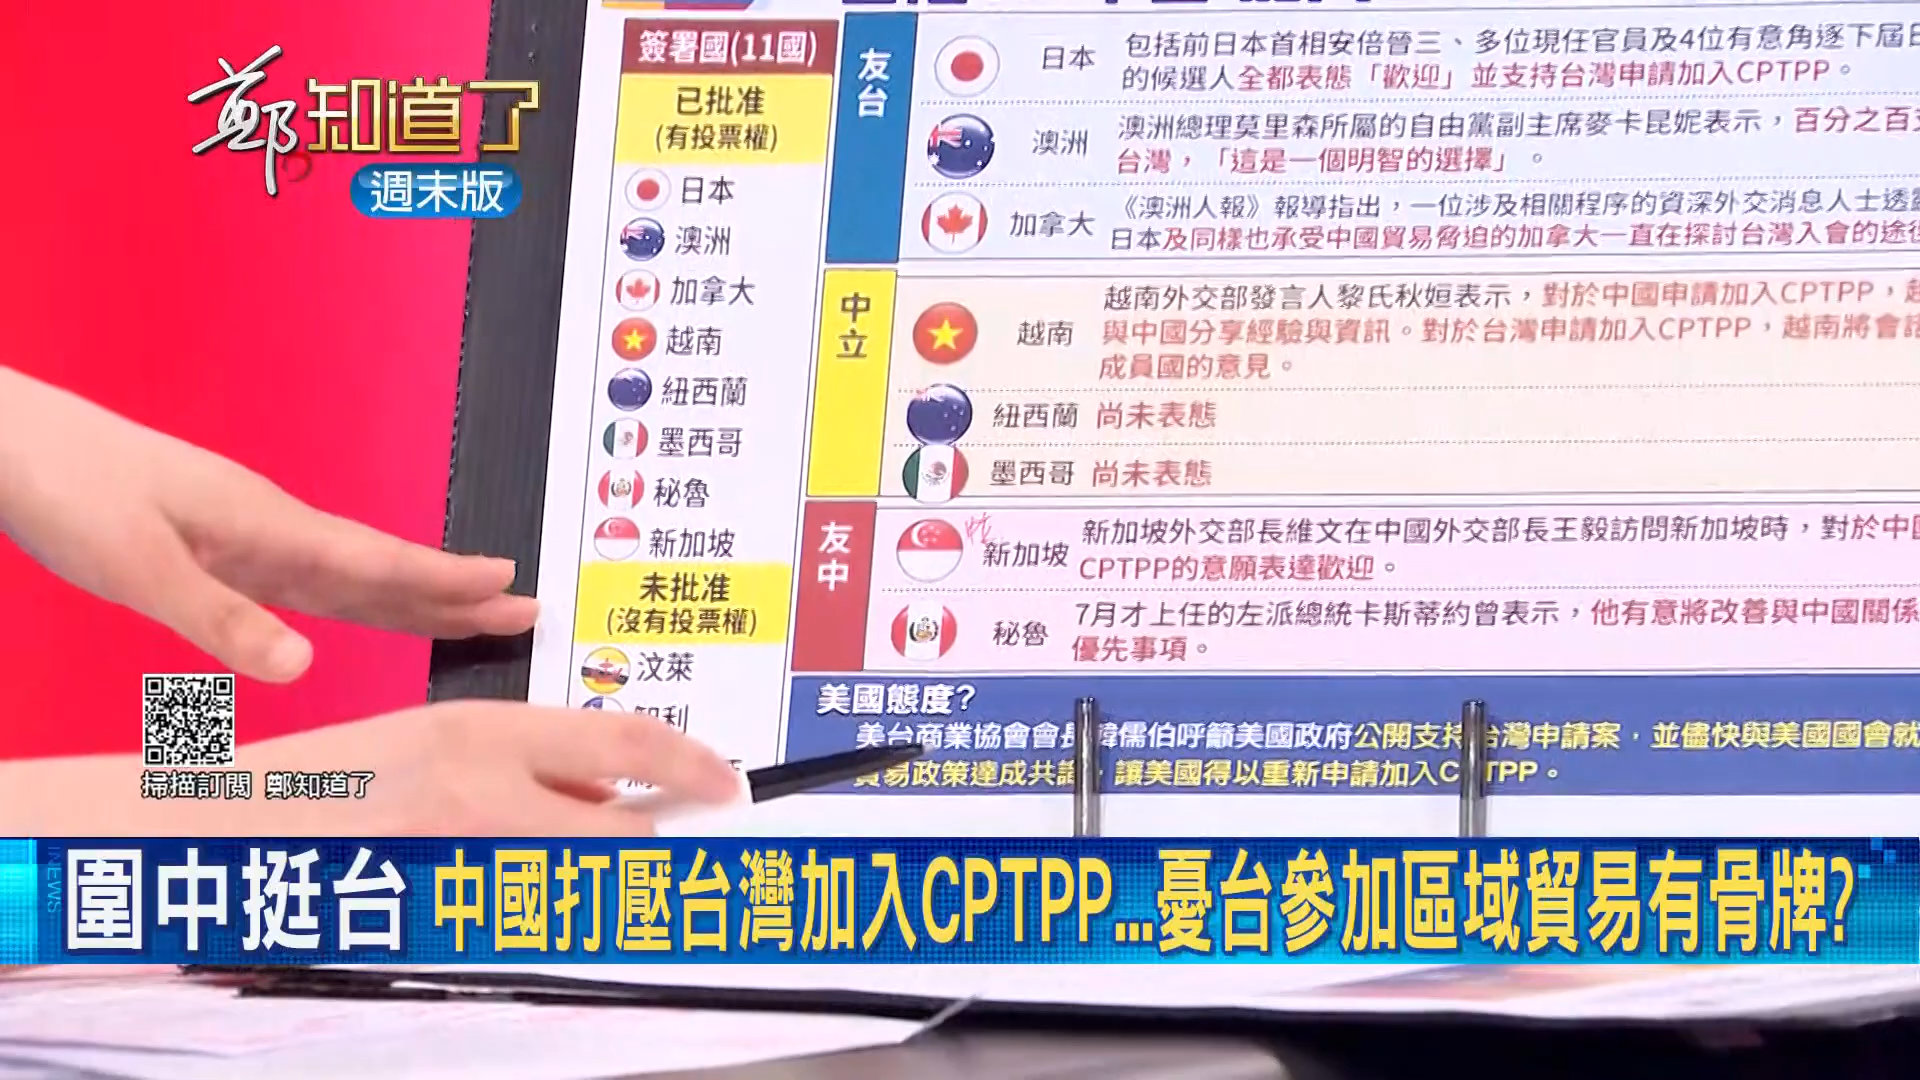 鄭知道了
週末版
簽署國(11國)
已批准
(有投票權)
日本
澳洲
加拿大
越南
紐西蘭
墨西哥
秘魯
新加坡
未批准
(沒有投票權)
汶萊
智利
友台
日本
包括前日本首相安倍晉三、多位現任官員及4位有意角逐下屆
的候選人全都表態「歡迎」並支持台灣申請加入CPTPP。
澳洲
澳洲總理莫里森所屬的自由黨副主席麥卡昆妮表示，百分之百
台灣，「這是一個明智的選擇」。
加拿大
《澳洲人報》報導指出，一位涉及相關程序的資深外交消息人士透
日本及同樣也承受中國貿易脅迫的加拿大一直在探討台灣入會的途
中立
越南
越南外交部發言人黎氏秋姮表示，對於中國申請加入CPTPP，
與中國分享經驗與資訊。對於台灣申請加入CPTPP，越南將會
成員國的意見。
紐西蘭
尚未表態
墨西哥
尚未表態
友中
新加坡
新加坡外交部長維文在中國外交部長王毅訪問新加坡時，對於中國
CPTPP的意願表達歡迎。
秘魯
7月才上任的左派總統卡斯蒂約曾表示，他有意將改善與中國關係
優先事項。
美國態度?
美台商業協會會長韓儒伯呼籲美國政府公開支持台灣申請案，並儘快與美國國會就
貿易政策達成共識，讓美國得以重新申請加入CPTPP。
掃描訂閱 鄭知道了
iNEWS
圍中挺台 中國打壓台灣加入CPTPP...憂台參加區域貿易有骨牌?